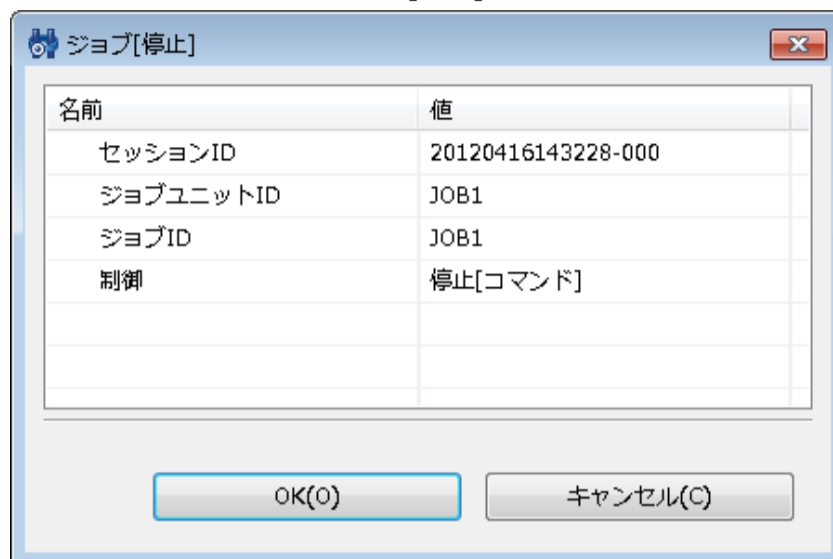 ジョブ[停止]
名前 値
セッションID 20120416143228-000
ジョブユニットID JOB1
ジョブID JOB1
制御 停止[コマンド]
OK(O) キャンセル(C)